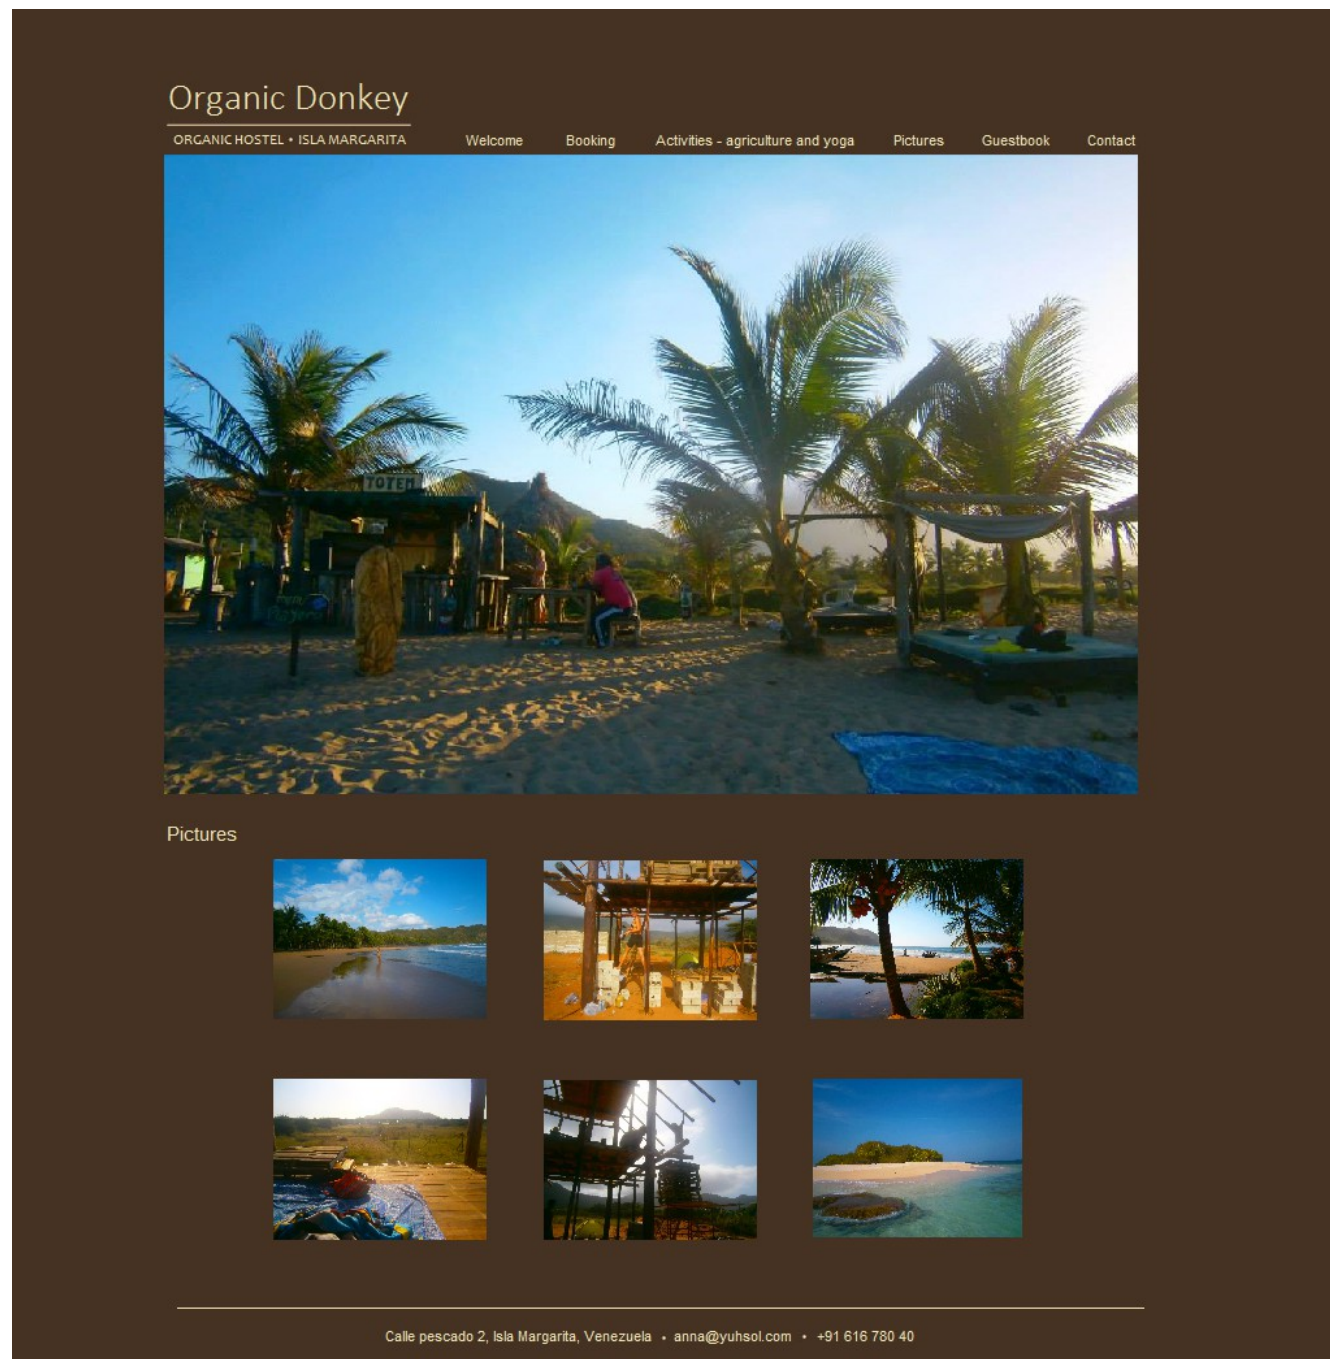 Organic Donkey
ORGANIC HOSTEL • ISLA MARGARITA
Welcome Booking Activities - agriculture and yoga Pictures Guestbook Contact
TOTEM
Pictures
Calle pescado 2, Isla Margarita, Venezuela • anna@yuhsol.com • +91 616 780 40